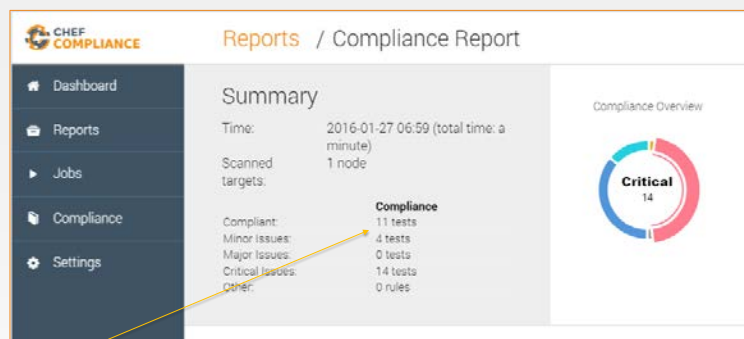 CHEF
COMPLIANCE
Reports / Compliance Report
Dashboard
Reports
Jobs
Compliance
Settings
Summary
Time: 2016-01-27 06:59 (total time: a
minute)
Scanned 1 node
targets:
Compliance
Compliant: 11 tests
Minor Issues: 4 tests
Major Issues: 0 tests
Critical Issues: 14 tests
Other: 0 rules
Compliance Overview
Critical
14